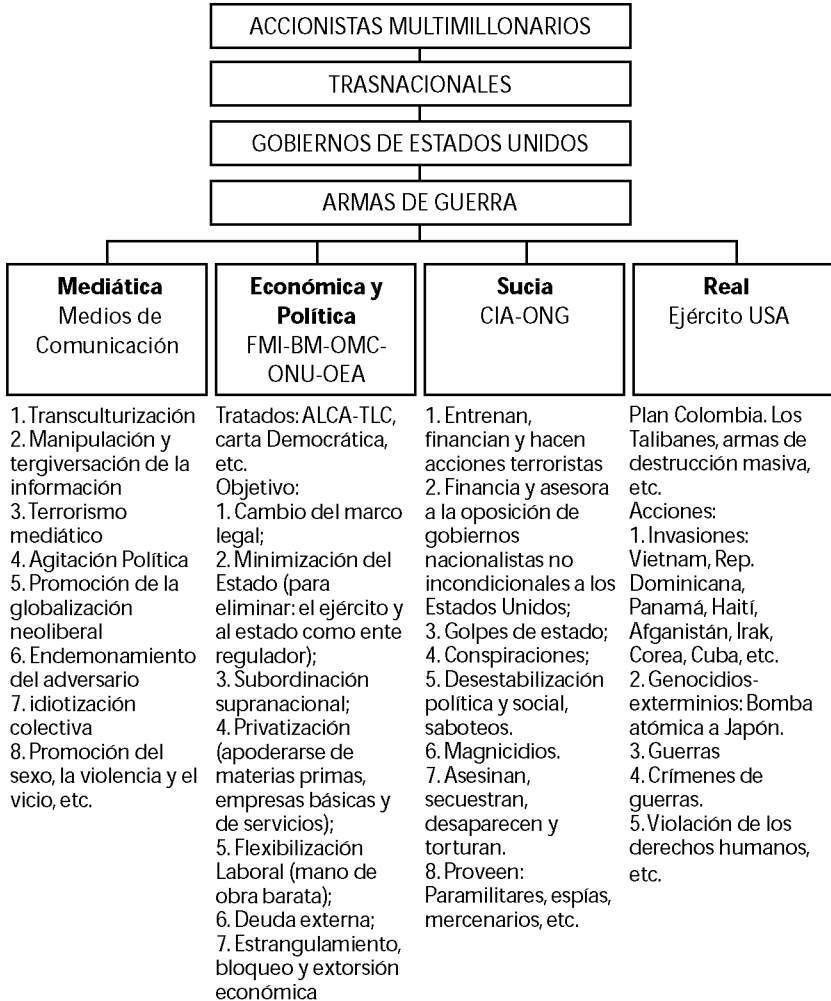 ACCIONISTAS MULTIMILLONARIOS
TRASNACIONALES
GOBIERNOS DE ESTADOS UNIDOS
ARMAS DE GUERRA
Mediática
Medios de
Comunicación
1. Transculturización
2. Manipulación y
tergiversación de la
información
3. Terrorismo
mediático
4. Agitación Política
5. Promoción de la
globalización
neoliberal
6. Endemonamiento
del adversario
7. idiotización
colectiva
8. Promoción del
sexo, la violencia y el
vicio, etc.
Económica y
Política
FMI-BM-OMC-
ONU-OEA
Tratados: ALCA-TLC,
carta Democrática,
etc.
Objetivo:
1. Cambio del marco
legal;
2. Minimización del
Estado (para
eliminar: el ejército y
al estado como ente
regulador);
3. Subordinación
supranacional;
4. Privatización
(apoderarse de
materias primas,
empresas básicas y
de servicios);
5. Flexibilización
Laboral (mano de
obra barata);
6. Deuda externa;
7. Estrangulamiento,
bloqueo y extorsión
económica
Sucia
CIA-ONG
1. Entrenan,
financian y hacen
acciones terroristas
2. Financia y asesora
a la oposición de
gobiernos
nacionalistas no
incondicionales a los
Estados Unidos;
3. Golpes de estado;
4. Conspiraciones;
5. Desestabilización
política y social,
saboteos.
6. Magnicidios.
7. Asesinan,
secuestran,
desaparecen y
torturan.
8. Proveen:
Paramilitares, espías,
mercenarios, etc.
Real
Ejército USA
Plan Colombia. Los
Talibanes, armas de
destrucción masiva,
etc.
Acciones:
1. Invasiones:
Vietnam, Rep.
Dominicana,
Panamá, Haití,
Afganistán, Irak,
Corea, Cuba, etc.
2. Genocidios-
exterminios: Bomba
atómica a Japón.
3. Guerras
4. Crímenes de
guerras.
5. Violación de los
derechos humanos,
etc.